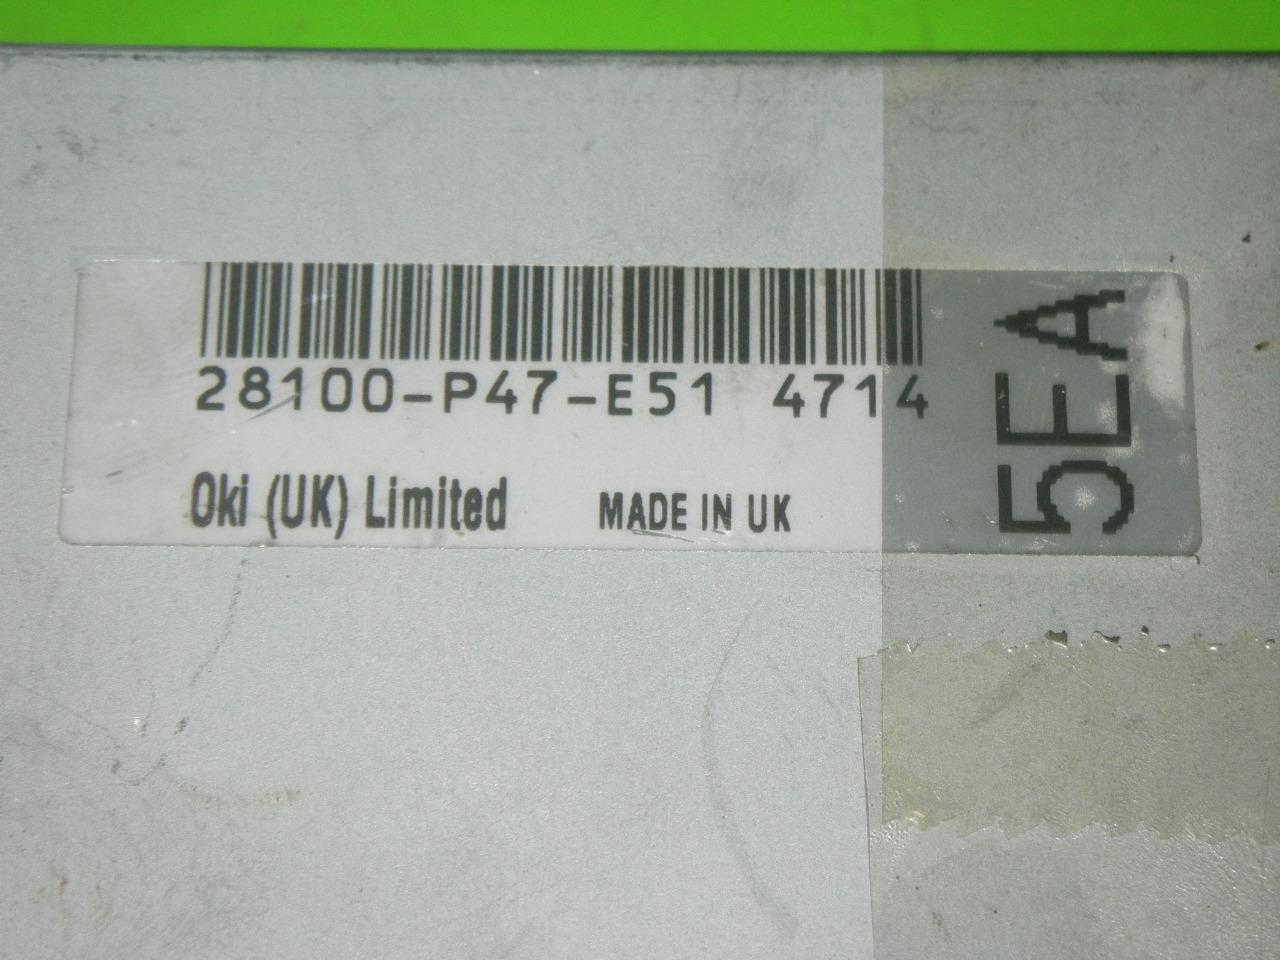 28100-P47-E51 4714
Oki (UK) Limited MADE IN UK
5EA